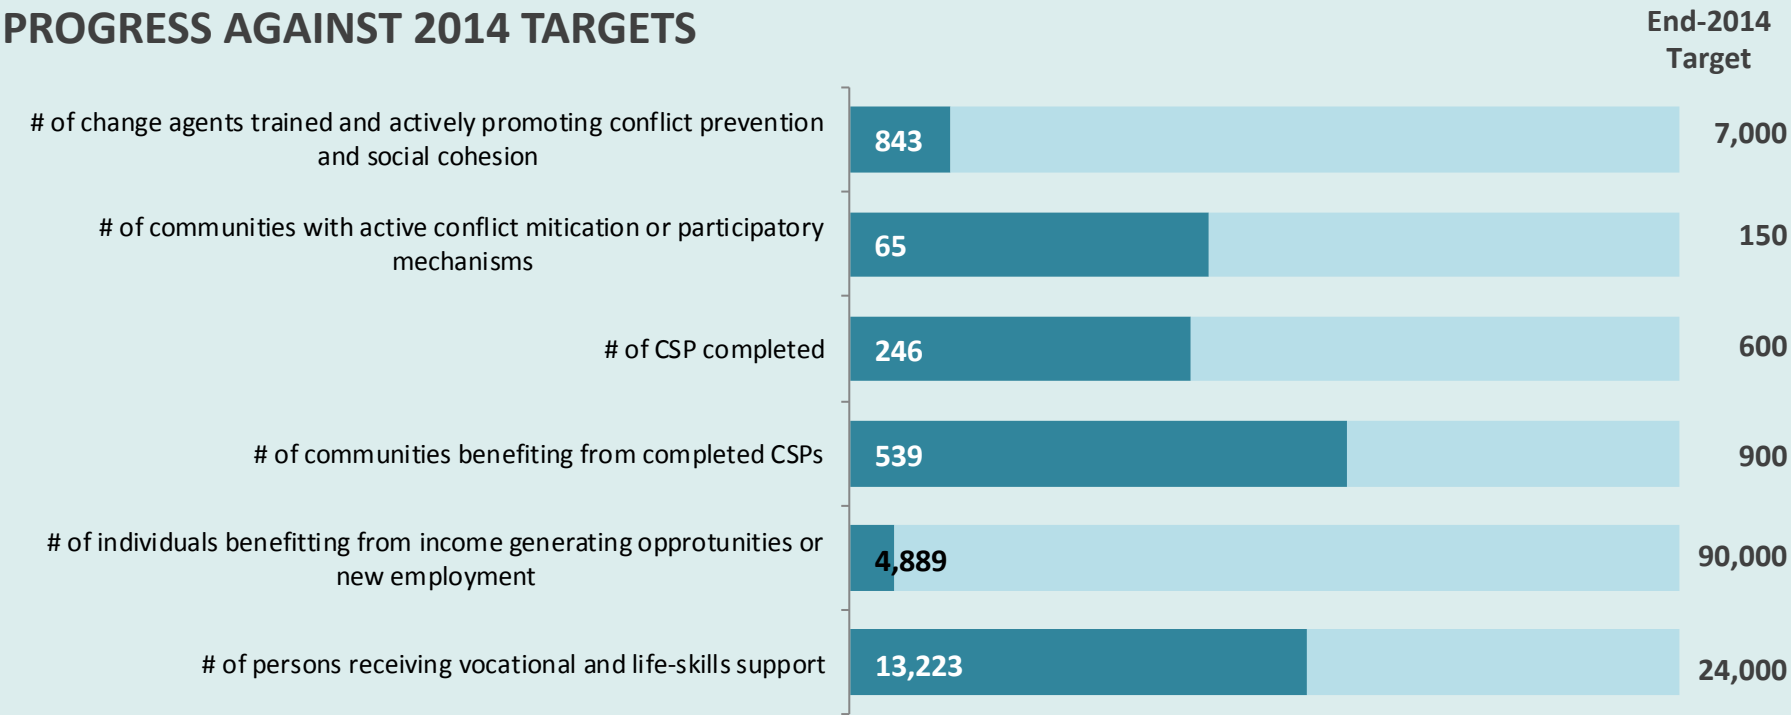 PROGRESS AGAINST 2014 TARGETS
End-2014
Target
# of change agents trained and actively promoting conflict prevention
and social cohesion
843
7,000
# of communities with active conflict mitication or participatory
mechanisms
65
150
# of CSP completed
246
600
# of communities benefiting from completed CSPs
539
900
# of individuals benefitting from income generating opprotunities or
new employment
4,889
90,000
# of persons receiving vocational and life-skills support
13,223
24,000